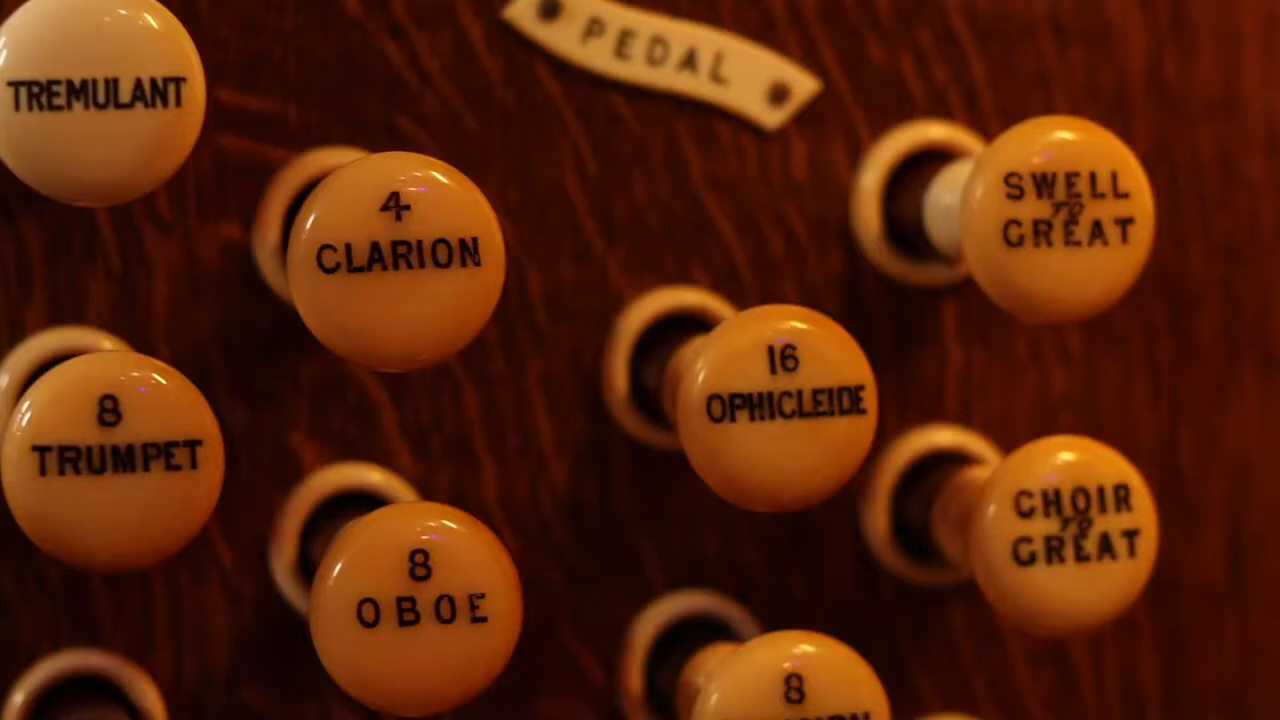 TREMULANT
PEDAL
4
CLARION
SWELL
TO
GREAT
16
OPHICLEIDE
8
TRUMPET
CHOIR
TO
GREAT
8
OBOE
8